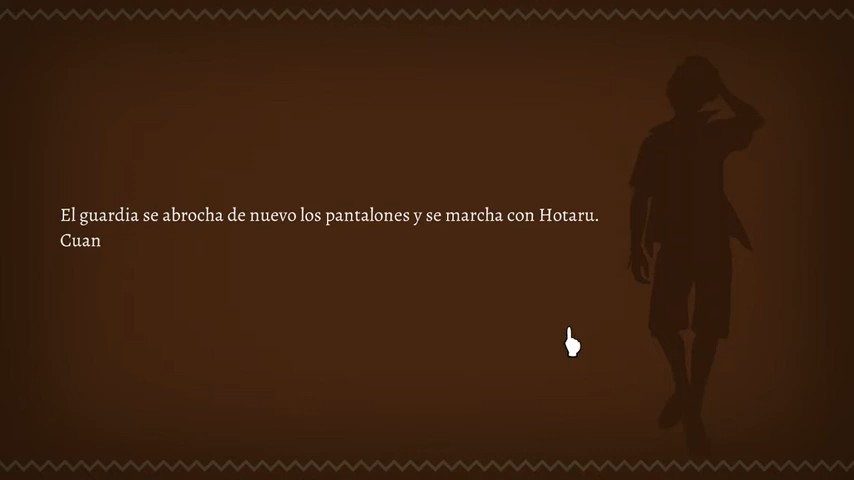 El guardia se abrocha de nuevo los pantalones y se marcha con Hotaru.
Cuan